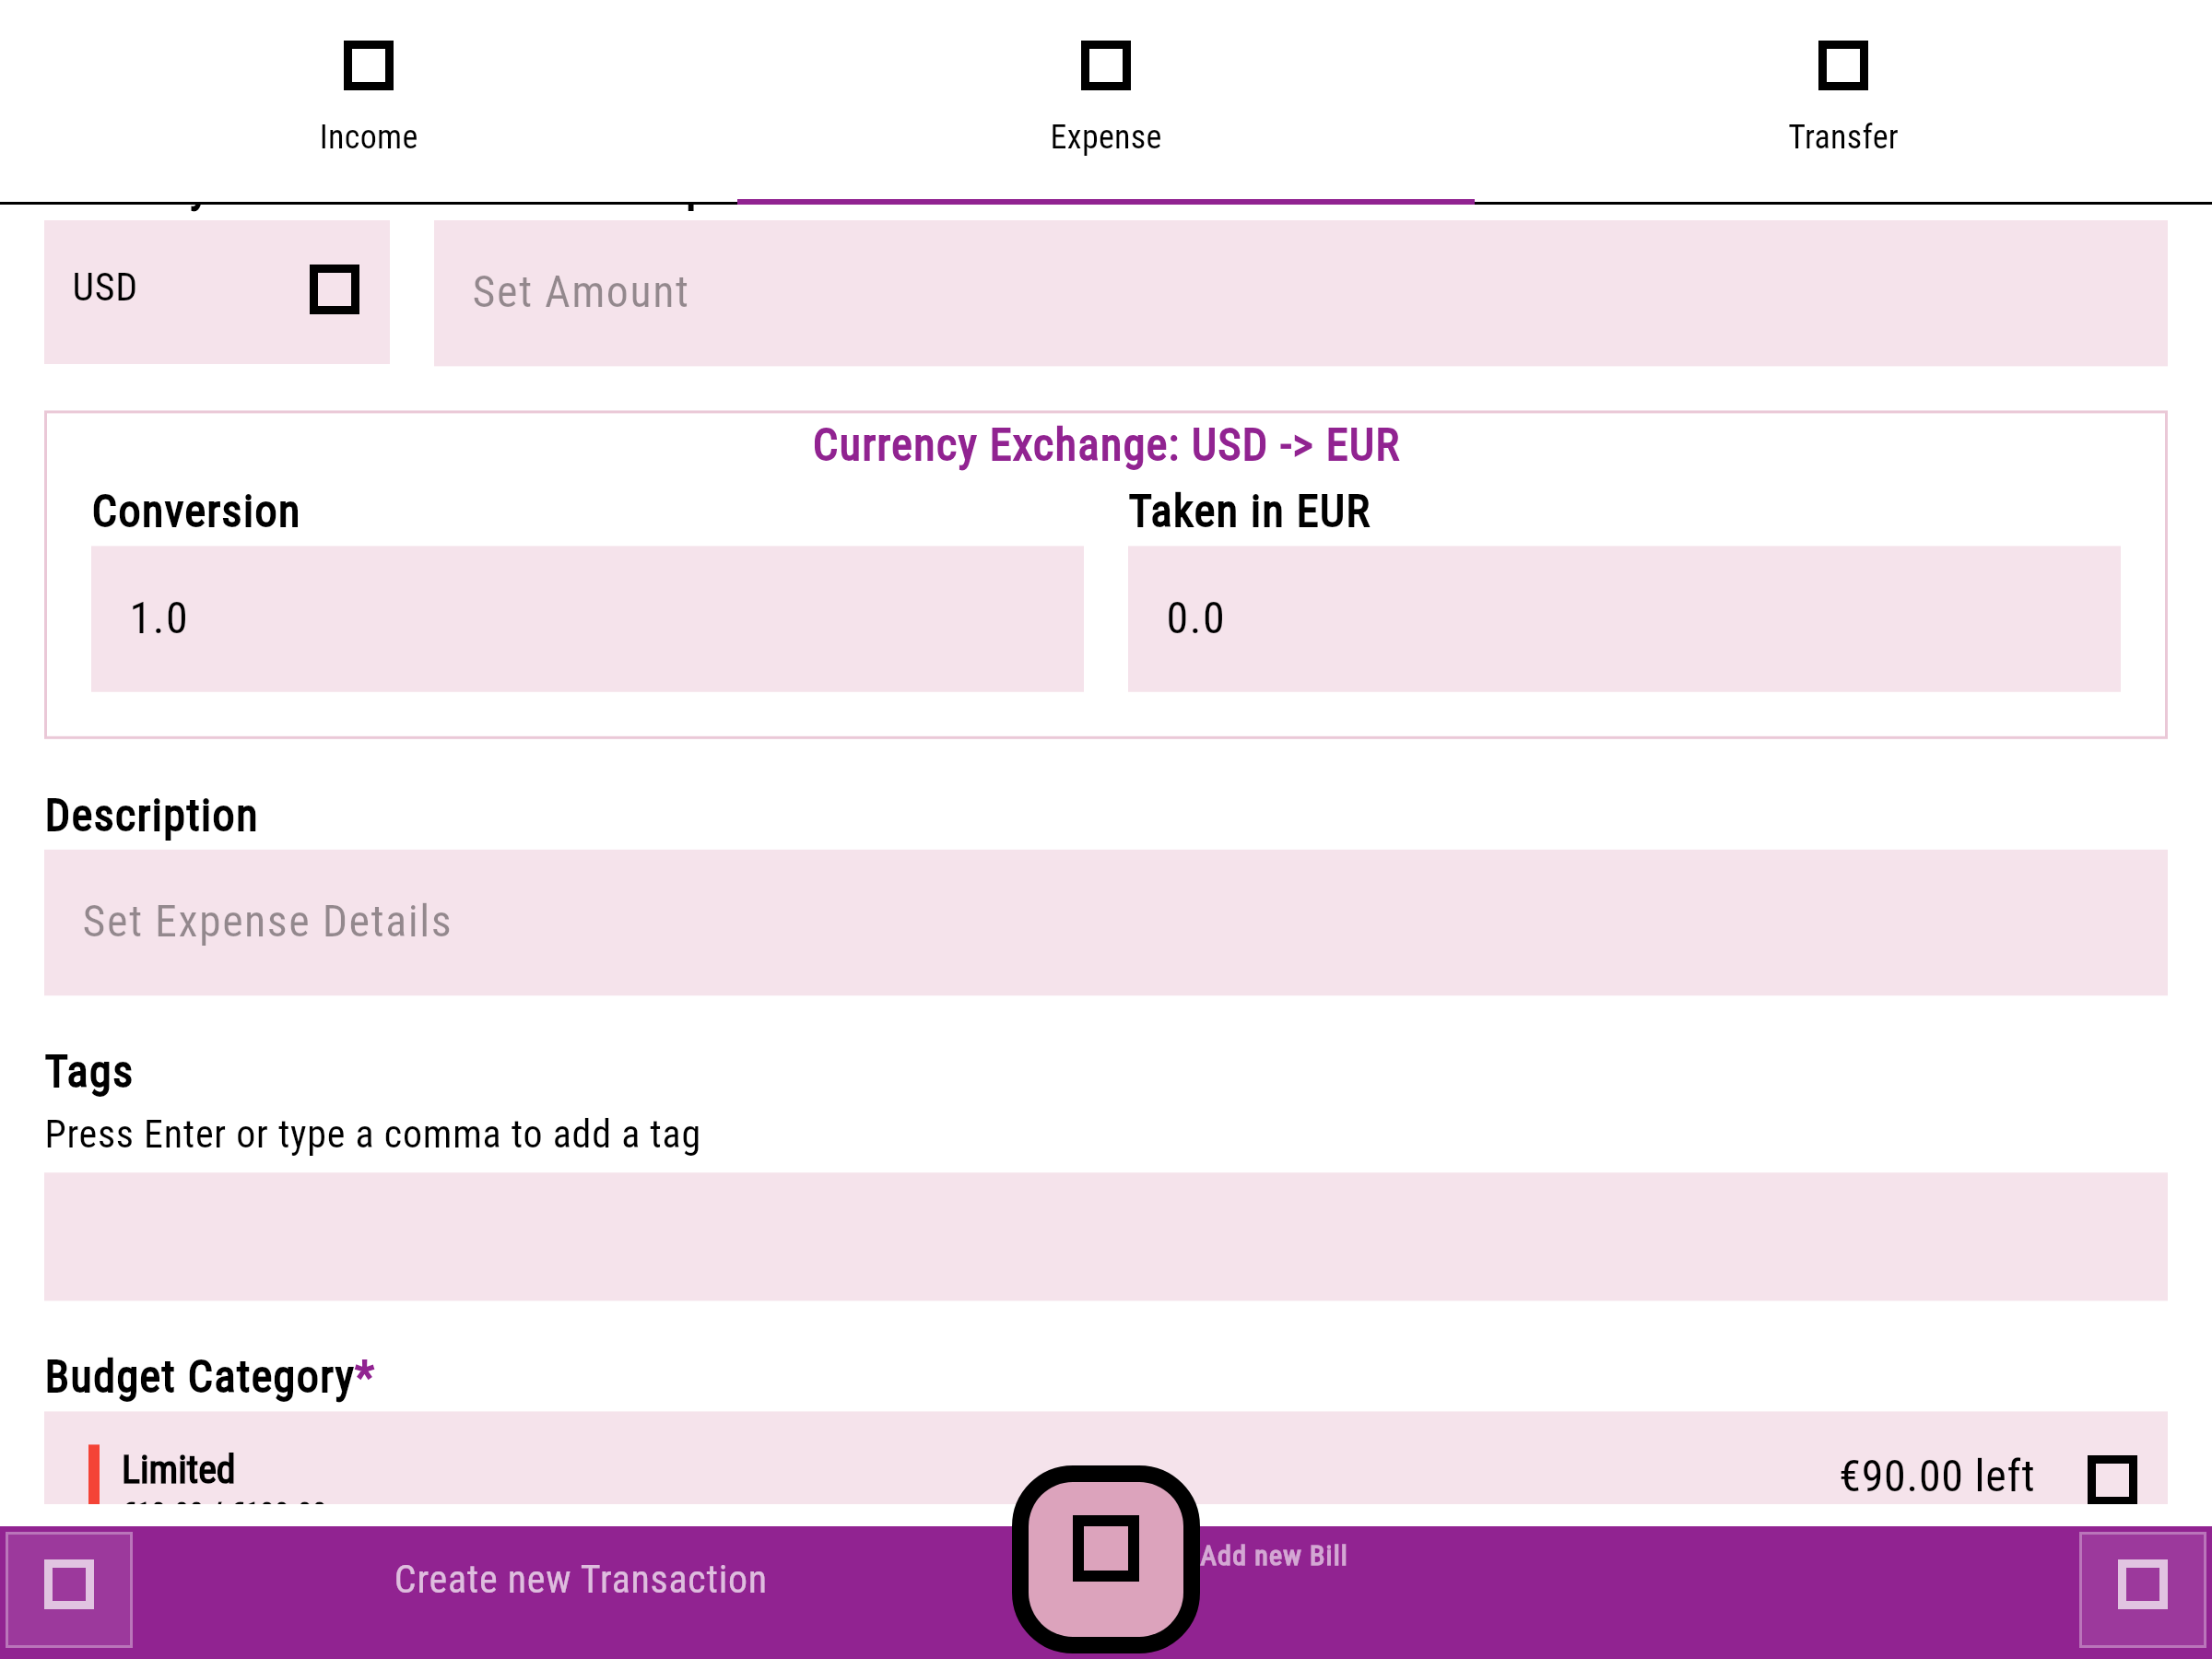 Income
Expense
Transfer
USD
Set Amount
Currency Exchange: USD -> EUR
Conversion
Taken in EUR
1.0
0.0
Description
Set Expense Details
Tags
Press Enter or type a comma to add a tag
Budget Category*
Limited
€90.00 left
Create new Transaction
Add new Bill